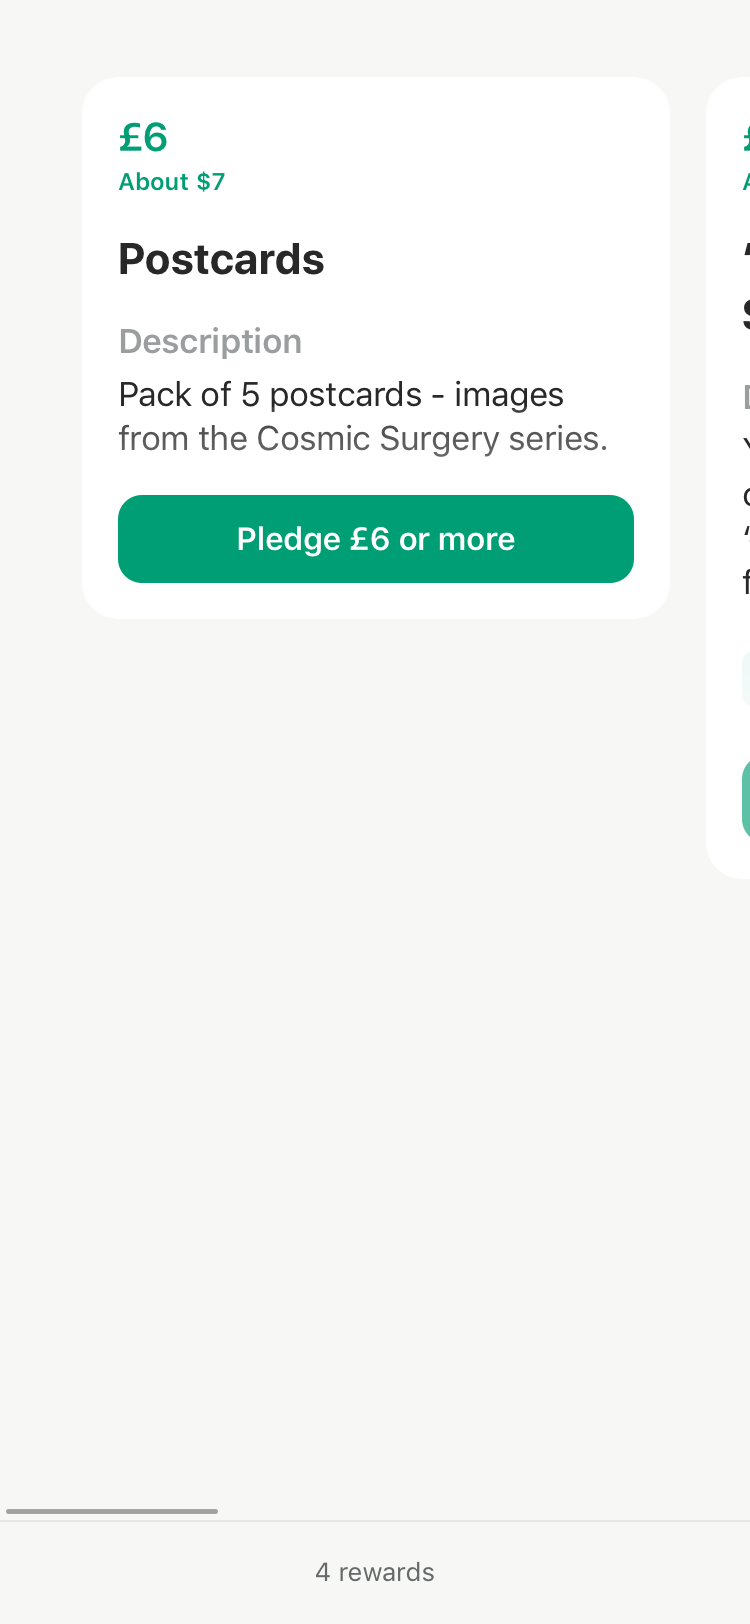 £6
About $7
Postcards
Description
Pack of 5 postcards - images
from the Cosmic Surgery series.
Pledge £6 or more
4 rewards